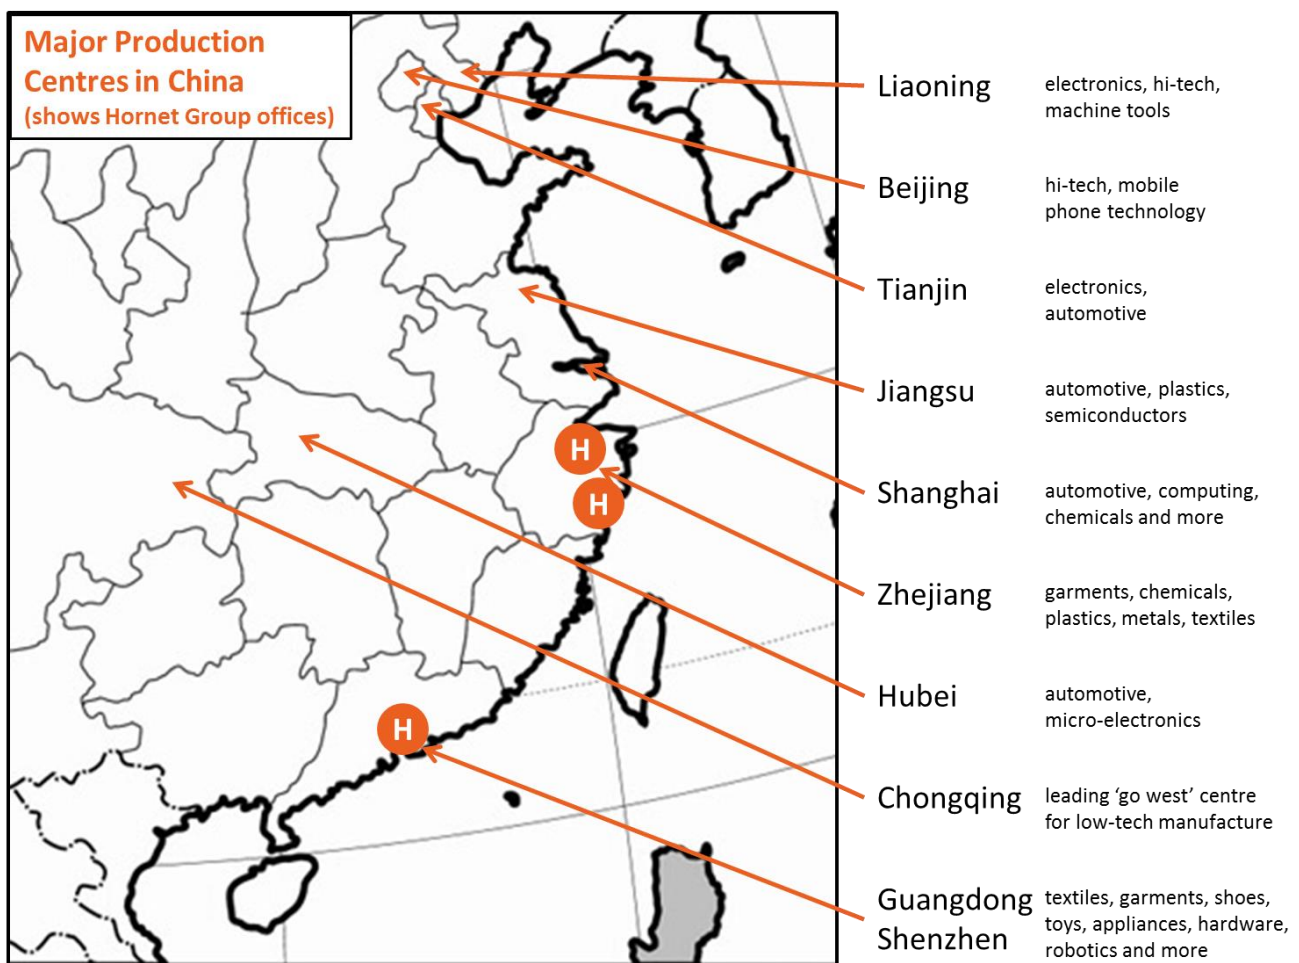 Major Production
Centres in China
(shows Hornet Group offices)
Liaoning
electronics, hi-tech,
machine tools
Beijing
hi-tech, mobile
phone technology
Tianjin
electronics,
automotive
Jiangsu
automotive, plastics,
semiconductors
Shanghai
automotive, computing,
chemicals and more
Zhejiang
garments, chemicals,
plastics, metals, textiles
Hubei
automotive,
micro-electronics
Chongqing
leading ‘go west’ centre
for low-tech manufacture
Guangdong
Shenzhen
textiles, garments, shoes,
toys, appliances, hardware,
robotics and more
H
H
H